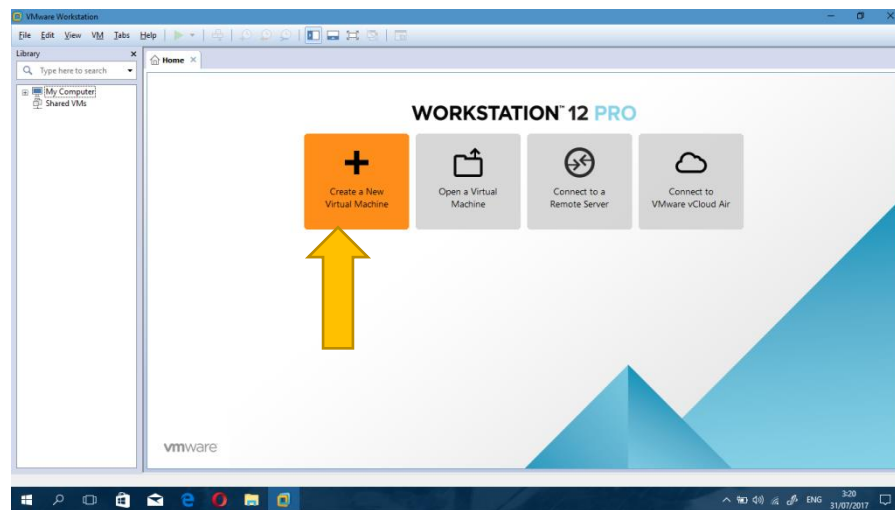 VMware Workstation
File Edit View VM Tabs Help
Library
Home
Type here to search
My Computer
Shared VMs
WORKSTATION™ 12 PRO
Create a New
Virtual Machine
Open a Virtual
Machine
Connect to a
Remote Server
Connect to
VMware vCloud Air
vmware
ENG
3:20
31/07/2017